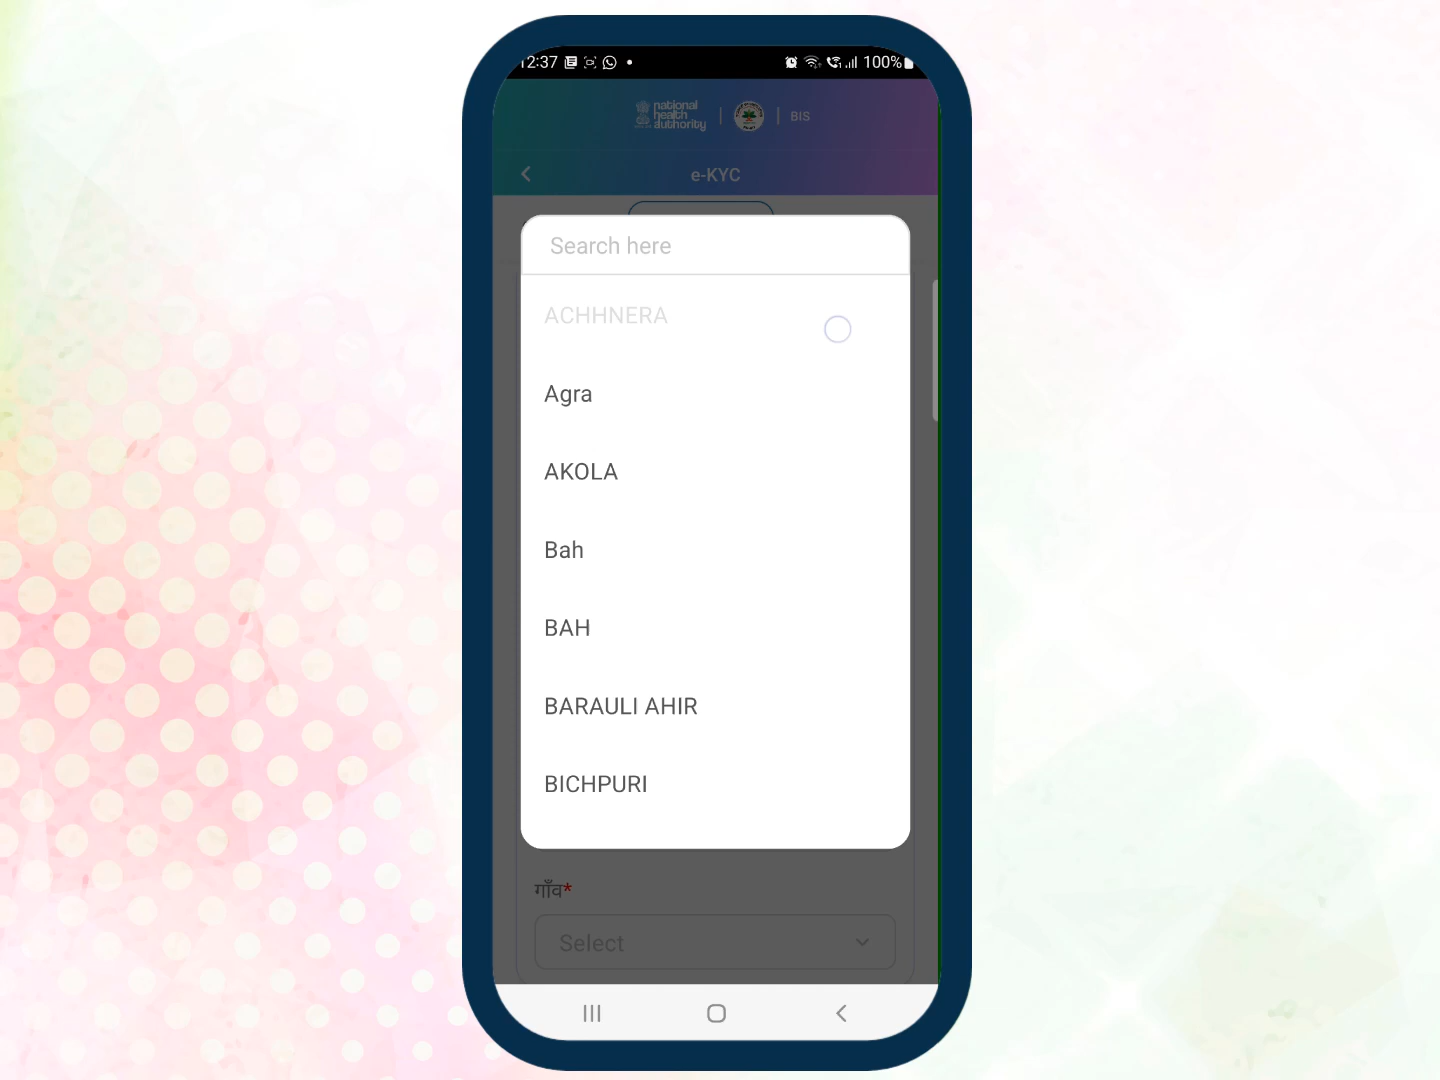 12:37
100%
national
health
authority
BIS
e-KYC
Search here
ACHHNERA
Agra
AKOLA
Bah
BAH
BARAULI AHIR
BICHPURI
गाँव*
Select